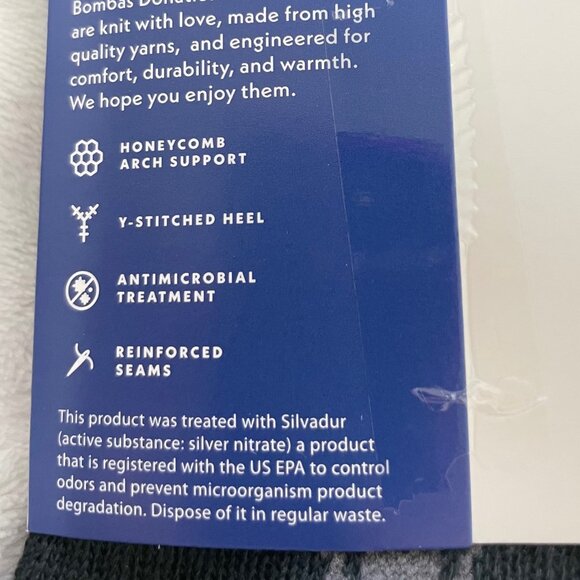 Bombas Donation
are knit with love, made from high
quality yarns, and engineered for
comfort, durability, and warmth.
We hope you enjoy them.
HONEYCOMB
ARCH SUPPORT
Y-STITCHED HEEL
ANTIMICROBIAL
TREATMENT
REINFORCED
SEAMS
This product was treated with Silvadur
(active substance: silver nitrate) a product
that is registered with the US EPA to control
odors and prevent microorganism product
degradation. Dispose of it in regular waste.